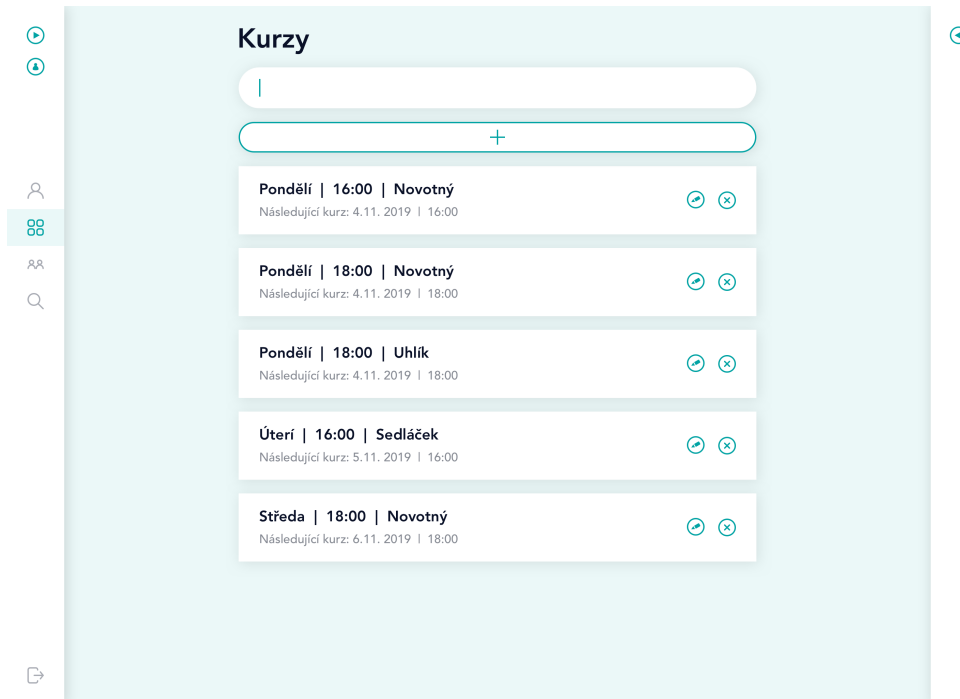 Kurzy
Pondělí | 16:00 | Novotný
Následující kurz: 4.11. 2019 | 16:00
Pondělí | 18:00 | Novotný
Následující kurz: 4.11. 2019 | 18:00
Pondělí | 18:00 | Uhlík
Následující kurz: 4.11. 2019 | 18:00
Úterí | 16:00 | Sedláček
Následující kurz: 5.11. 2019 | 16:00
Středa | 18:00 | Novotný
Následující kurz: 6.11. 2019 | 18:00